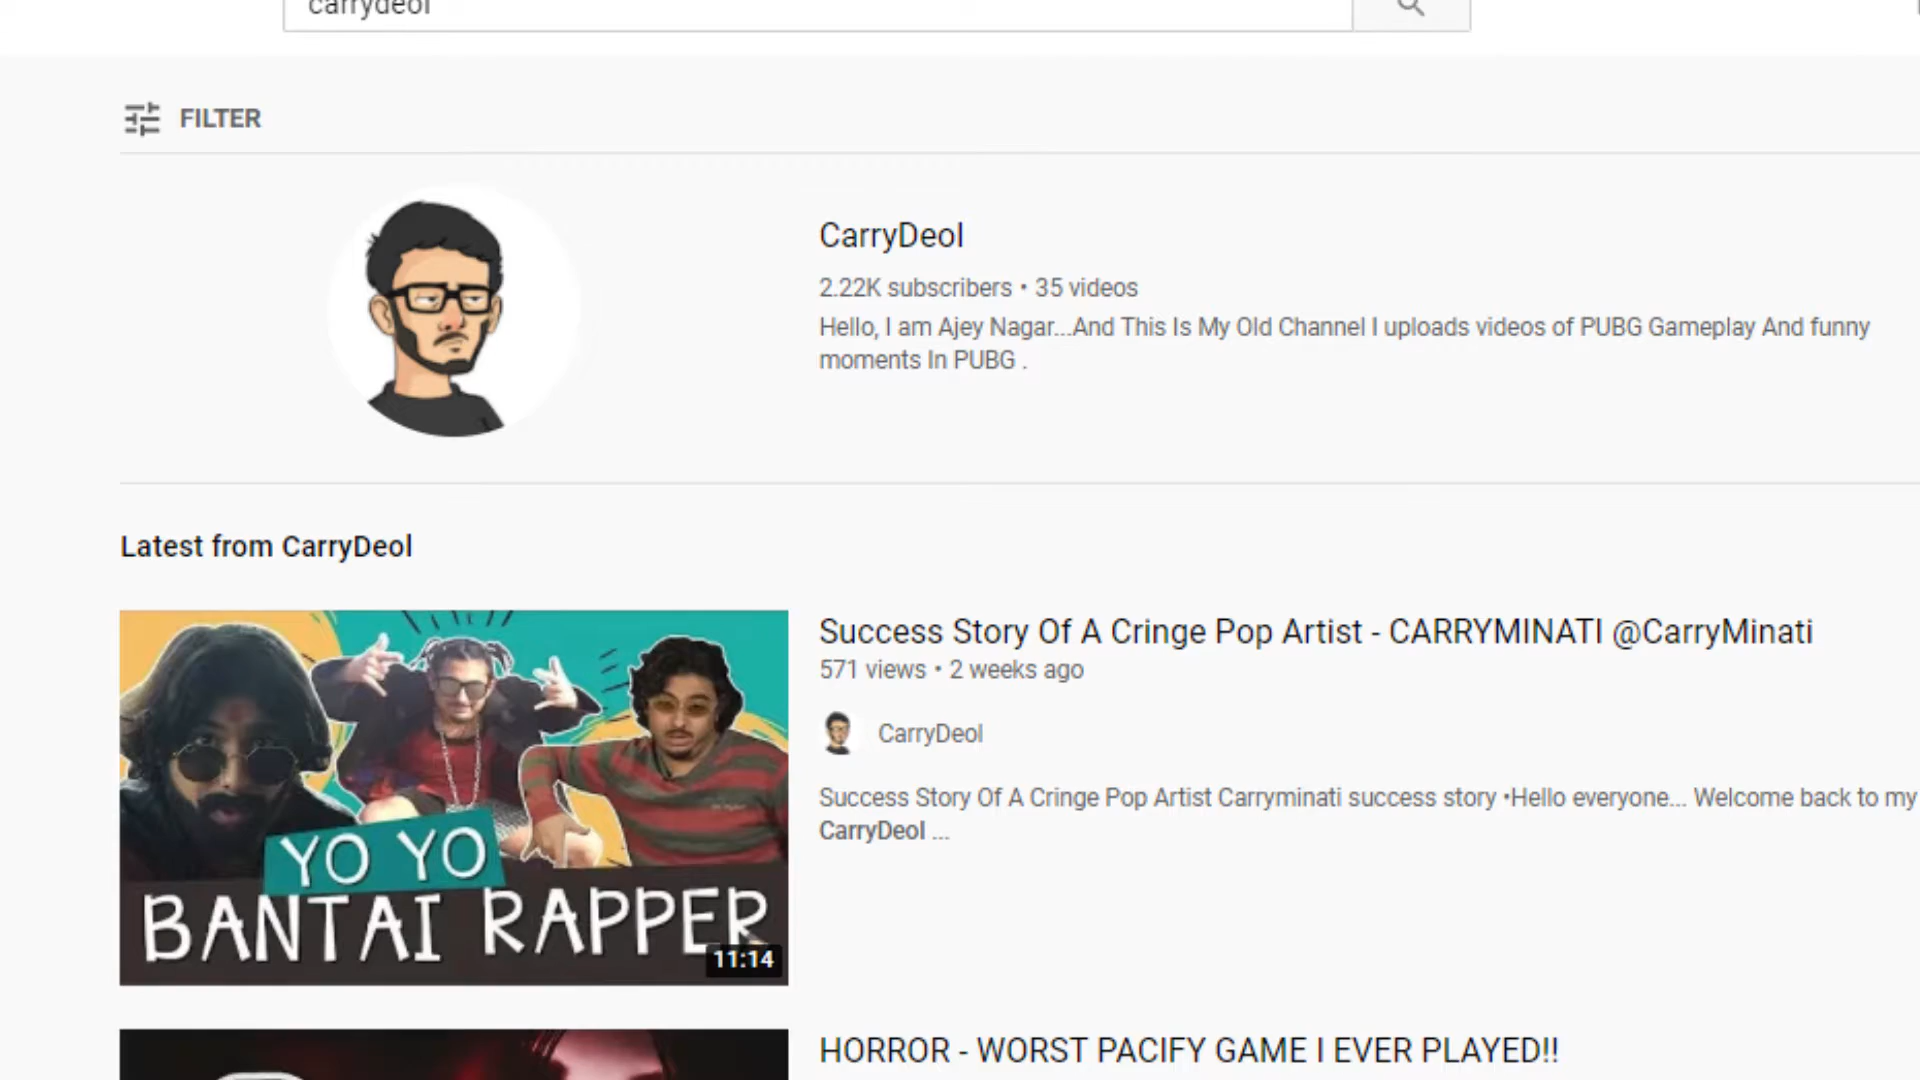 carrydeol
FILTER
CarryDeol
2.22K subscribers • 35 videos
Hello, I am Ajey Nagar...And This Is My Old Channel I uploads videos of PUBG Gameplay And funny
moments In PUBG .
Latest from CarryDeol
Success Story Of A Cringe Pop Artist - CARRYMINATI @CarryMinati
571 views • 2 weeks ago
CarryDeol
Success Story Of A Cringe Pop Artist Carryminati success story •Hello everyone... Welcome back to my
CarryDeol ...
YO YO
BANTAI RAPPER
11:14
HORROR - WORST PACIFY GAME I EVER PLAYED!!